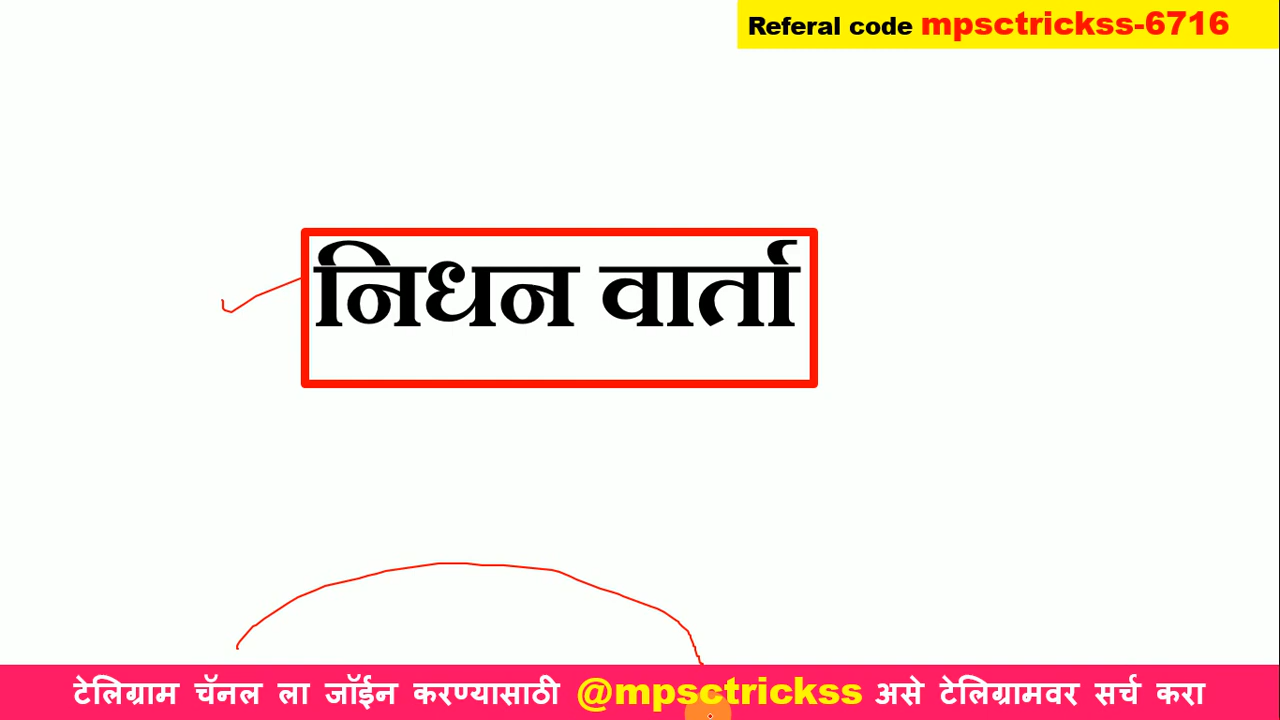 Referal code mpsctrickss-6716
निधन वार्ता
टेलिग्राम चॅनल ला जॉईन करण्यासाठी @mpsctrickss असे टेलिग्रामवर सर्च करा